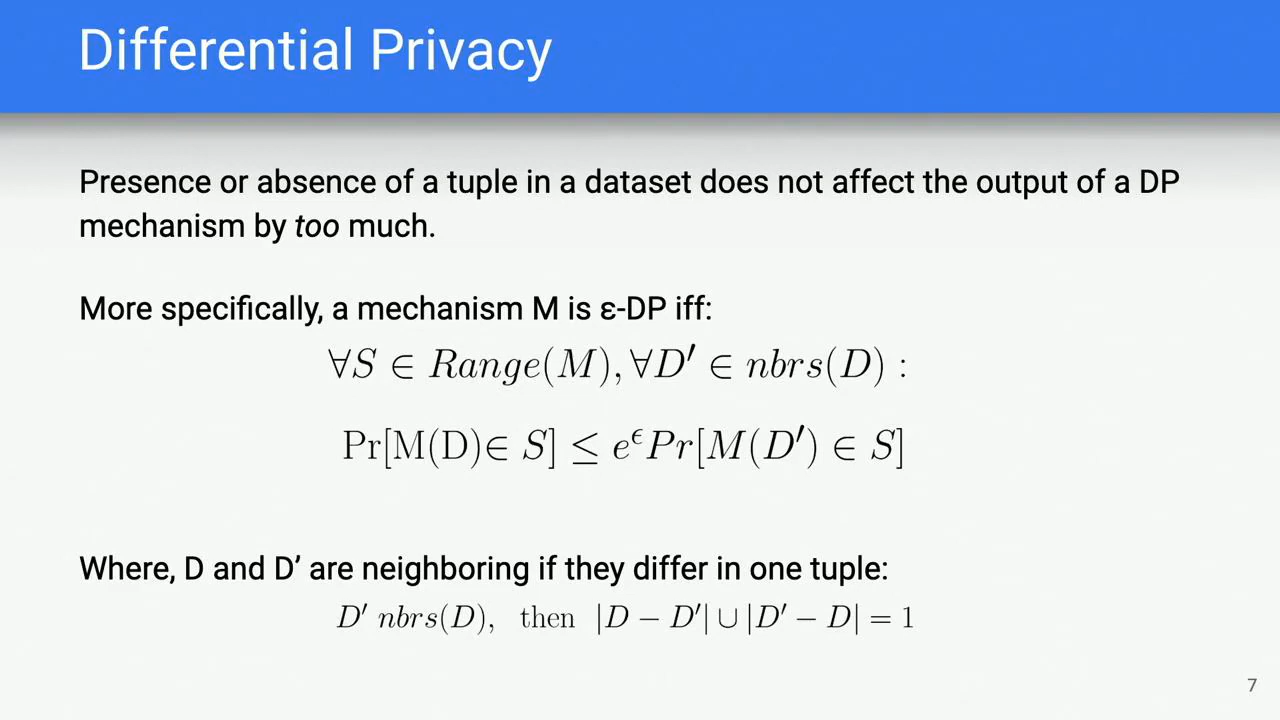 Differential Privacy
Presence or absence of a tuple in a dataset does not affect the output of a DP
mechanism by too much.
More specifically, a mechanism M is ε-DP iff:
∀S ∈ Range(M), ∀D′ ∈ nbrs(D) :
Pr[M(D)∈ S] ≤ e^ϵ Pr[M(D′) ∈ S]
Where, D and D’ are neighboring if they differ in one tuple:
D′ nbrs(D), then |D − D′| ∪ |D′ − D| = 1
7